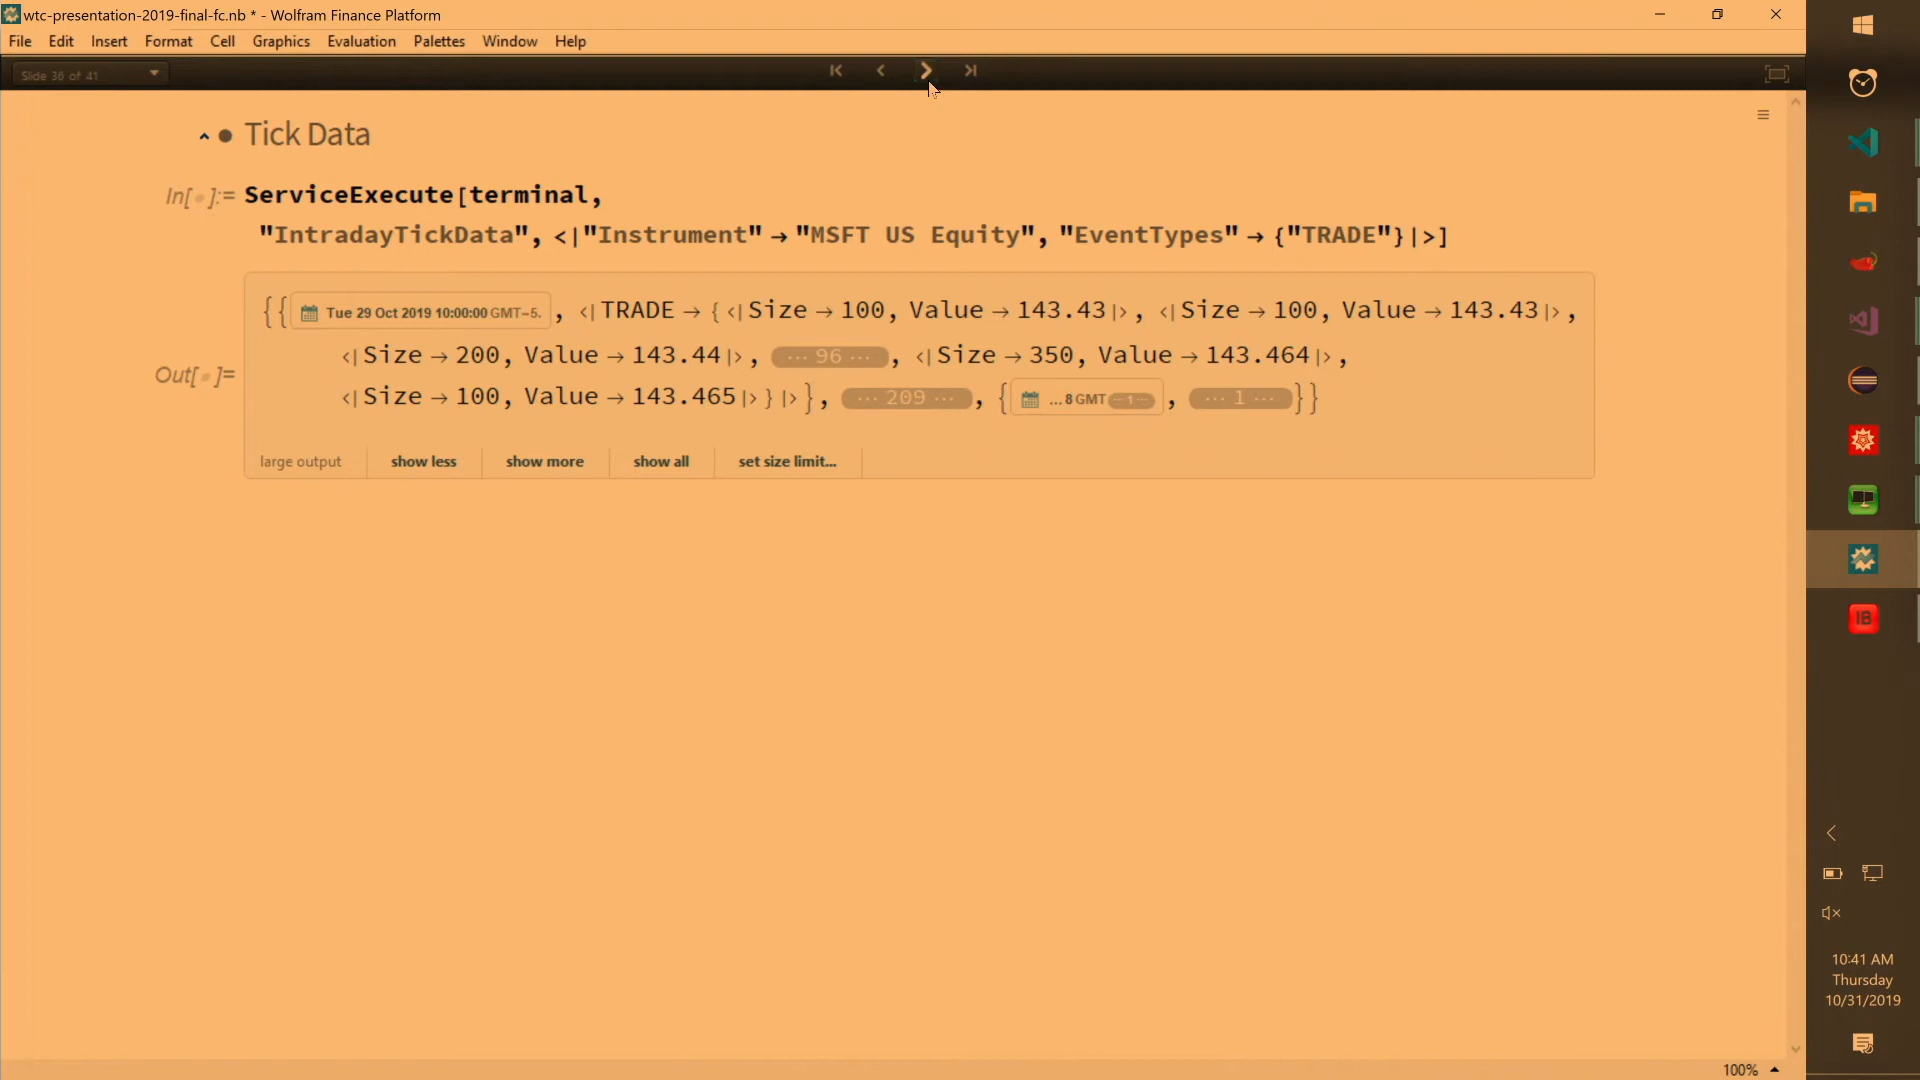 wtc-presentation-2019-final-fc.nb * - Wolfram Finance Platform
File Edit Insert Format Cell Graphics Evaluation Palettes Window Help
Slide 36 of 41
Tick Data
In[ ]:= ServiceExecute[terminal,
"IntradayTickData", <|"Instrument" → "MSFT US Equity", "EventTypes" → {"TRADE"}|>]
{{ Tue 29 Oct 2019 10:00:00 GMT-5. , <|TRADE → {<|Size → 100, Value → 143.43|>, <|Size → 100, Value → 143.43|>,
<|Size → 200, Value → 143.44|>, ··· 96 ··· , <|Size → 350, Value → 143.464|>,
Out[ ]=
<|Size → 100, Value → 143.465|>}|>}, ··· 209 ··· , { ...8 GMT ··· 1 ··· , ··· 1 ··· }}
large output show less show more show all set size limit...
IB
10:41 AM
Thursday
10/31/2019
100%